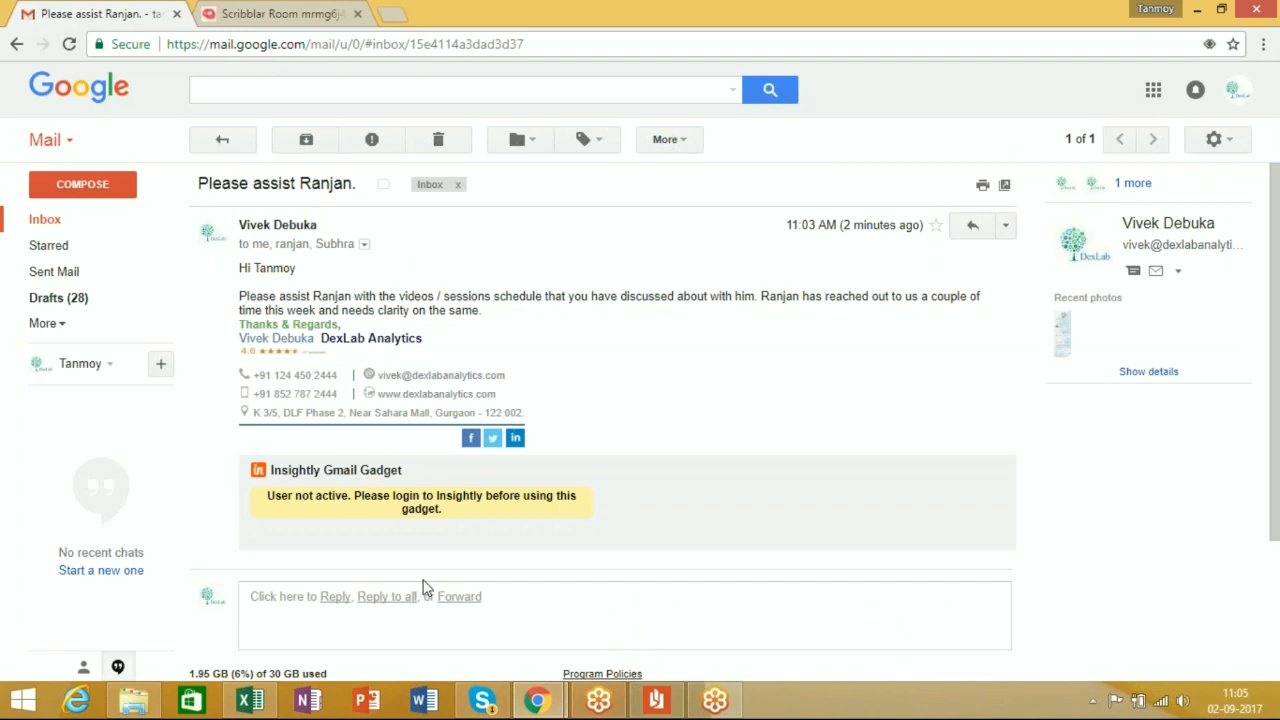 Please assist Ranjan. - ta
Scribblar Room mrmg6j
Tanmoy
Secure
https://mail.google.com/mail/u/0/#inbox/15e4114a3dad3d37
Google
Mail
More
1 of 1
COMPOSE
Please assist Ranjan.
Inbox x
1 more
Inbox
Starred
Sent Mail
Drafts (28)
More
Tanmoy
Vivek Debuka
11:03 AM (2 minutes ago)
to me, ranjan, Subhra
Hi Tanmoy
Please assist Ranjan with the videos / sessions schedule that you have discussed about with him. Ranjan has reached out to us a couple of
time this week and needs clarity on the same.
Thanks & Regards,
Vivek Debuka DexLab Analytics
4.6
+91 124 450 2444 | vivek@dexlabanalytics.com
+91 852 787 2444 | www.dexlabanalytics.com
K 3/5, DLF Phase 2, Near Sahara Mall, Gurgaon - 122 002.
f
in
Insightly Gmail Gadget
User not active. Please login to Insightly before using this
gadget.
Click here to Reply, Reply to all, or Forward
1.95 GB (6%) of 30 GB used
Program Policies
Vivek Debuka
vivek@dexlabanalyti...
DexLab
Recent photos
Show details
No recent chats
Start a new one
11:05
02-09-2017